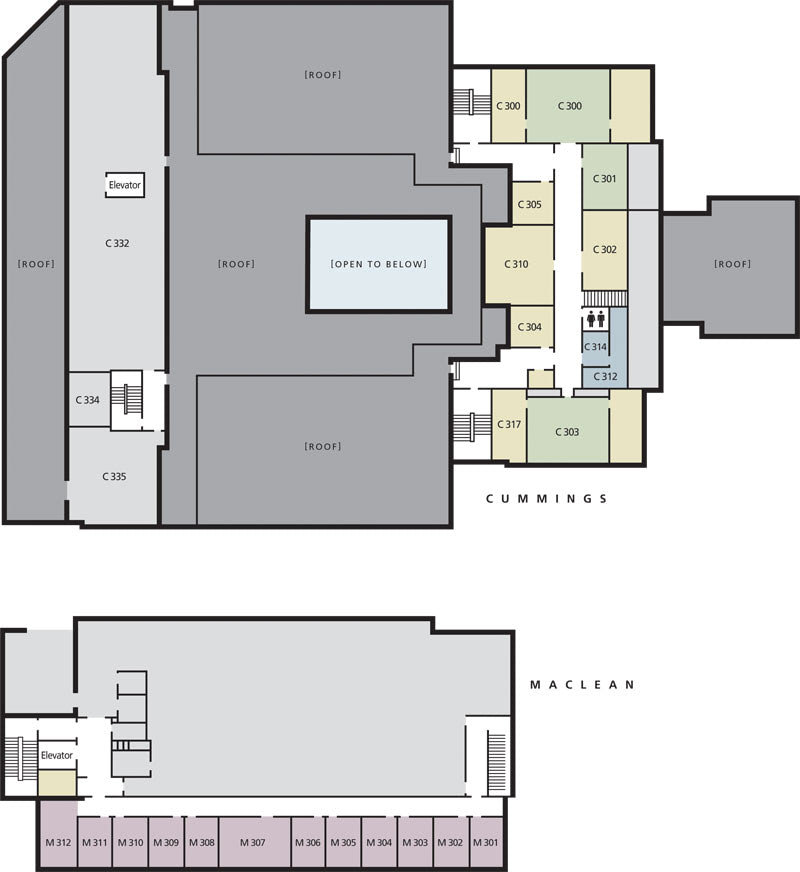 [ROOF]
C 300
C 300
C 301
Elevator
C 305
C 332
C 302
[ROOF]
[ROOF]
[OPEN TO BELOW]
C 310
[ROOF]
C 304
C 314
C 312
C 334
C 317
C 303
[ROOF]
C 335
CUMMINGS
MACLEAN
Elevator
M 312
M 311
M 310
M 309
M 308
M 307
M 306
M 305
M 304
M 303
M 302
M 301